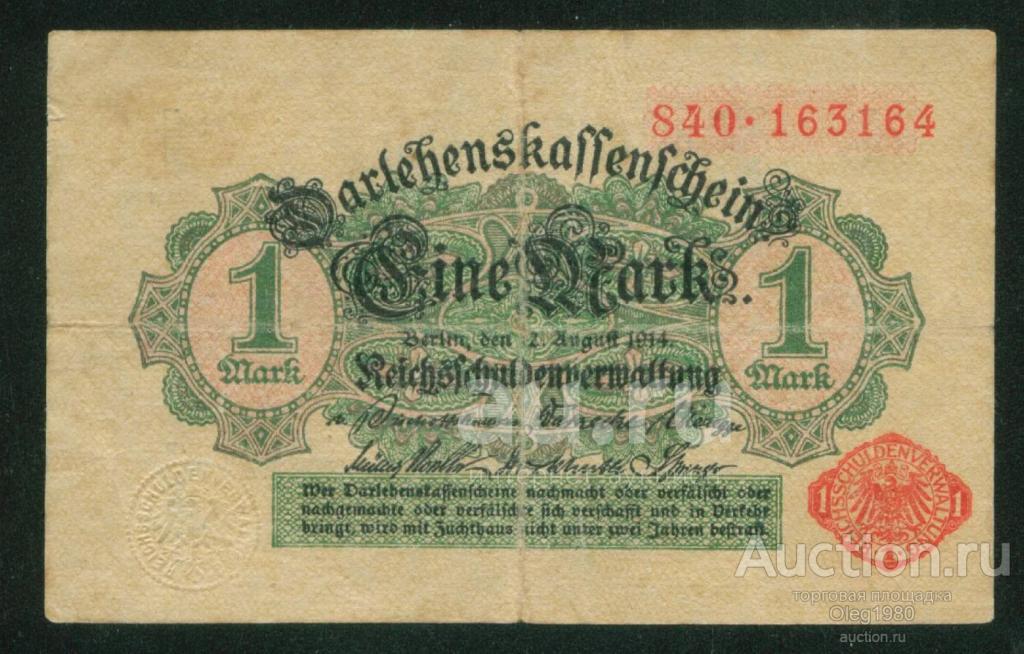 840·163164
Darlehenskassenschein
Eine Mark.
1 Mark
1 Mark
Berlin, den 12. August 1914.
Reichsschuldenverwaltung
Wer Darlehenskassenscheine nachmacht oder verfälscht oder
nachgemachte oder verfälschte sich verschafft und in Verkehr
bringt, wird mit Zuchthaus nicht unter zwei Jahren bestraft.
REICHSSCHULDENVERWALTUNG
1 1
au.ru
Auction.ru
торговая площадка
Oleg1980
auction.ru